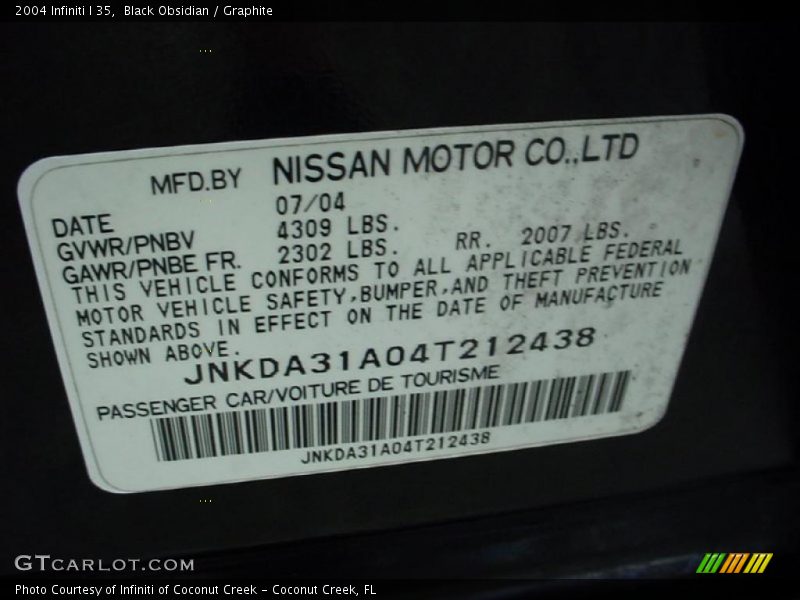 2004 Infiniti I 35, Black Obsidian / Graphite
MFD.BY NISSAN MOTOR CO.,LTD
DATE 07/04
GVWR/PNBV 4309 LBS.
GAWR/PNBE FR. 2302 LBS. RR. 2007 LBS.
THIS VEHICLE CONFORMS TO ALL APPLICABLE FEDERAL
MOTOR VEHICLE SAFETY,BUMPER,AND THEFT PREVENTION
STANDARDS IN EFFECT ON THE DATE OF MANUFACTURE
SHOWN ABOVE.
JNKDA31A04T212438
PASSENGER CAR/VOITURE DE TOURISME
JNKDA31A04T212438
GTCARLOT.COM
Photo Courtesy of Infiniti of Coconut Creek – Coconut Creek, FL